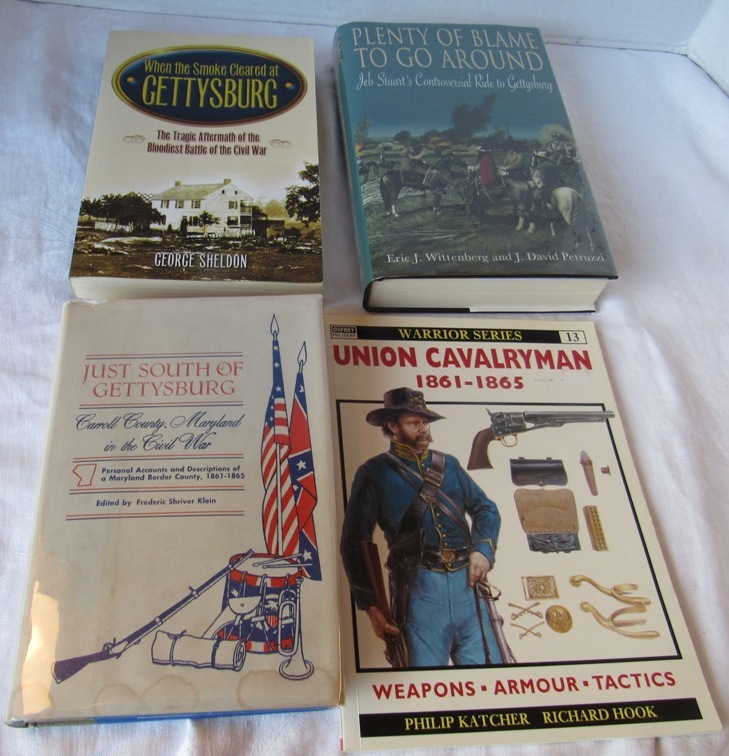 When the Smoke Cleared at
GETTYSBURG
The Tragic Aftermath of the
Bloodiest Battle of the Civil War
GEORGE SHELDON
PLENTY OF BLAME
TO GO AROUND
Jeb Stuart's Controversial Ride to Gettysburg
Eric J. Wittenberg and J. David Petruzzi
JUST SOUTH OF
GETTYSBURG
Carroll County, Maryland
in the Civil War
Personal Accounts and Descriptions of
a Maryland Border County, 1861-1865
Edited by Frederic Shriver Klein
OSPREY
MILITARY
WARRIOR SERIES
13
UNION CAVALRYMAN
1861-1865
WEAPONS ▪ ARMOUR ▪ TACTICS
PHILIP KATCHER RICHARD HOOK